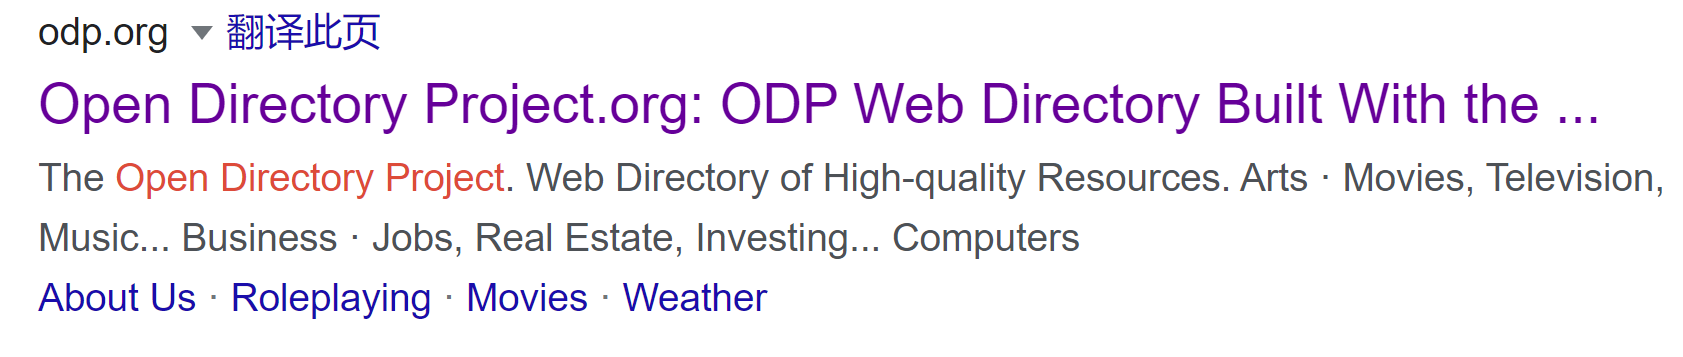 odp.org 翻译此页
Open Directory Project.org: ODP Web Directory Built With the ...
The Open Directory Project. Web Directory of High-quality Resources. Arts · Movies, Television,
Music... Business · Jobs, Real Estate, Investing... Computers
About Us · Roleplaying · Movies · Weather